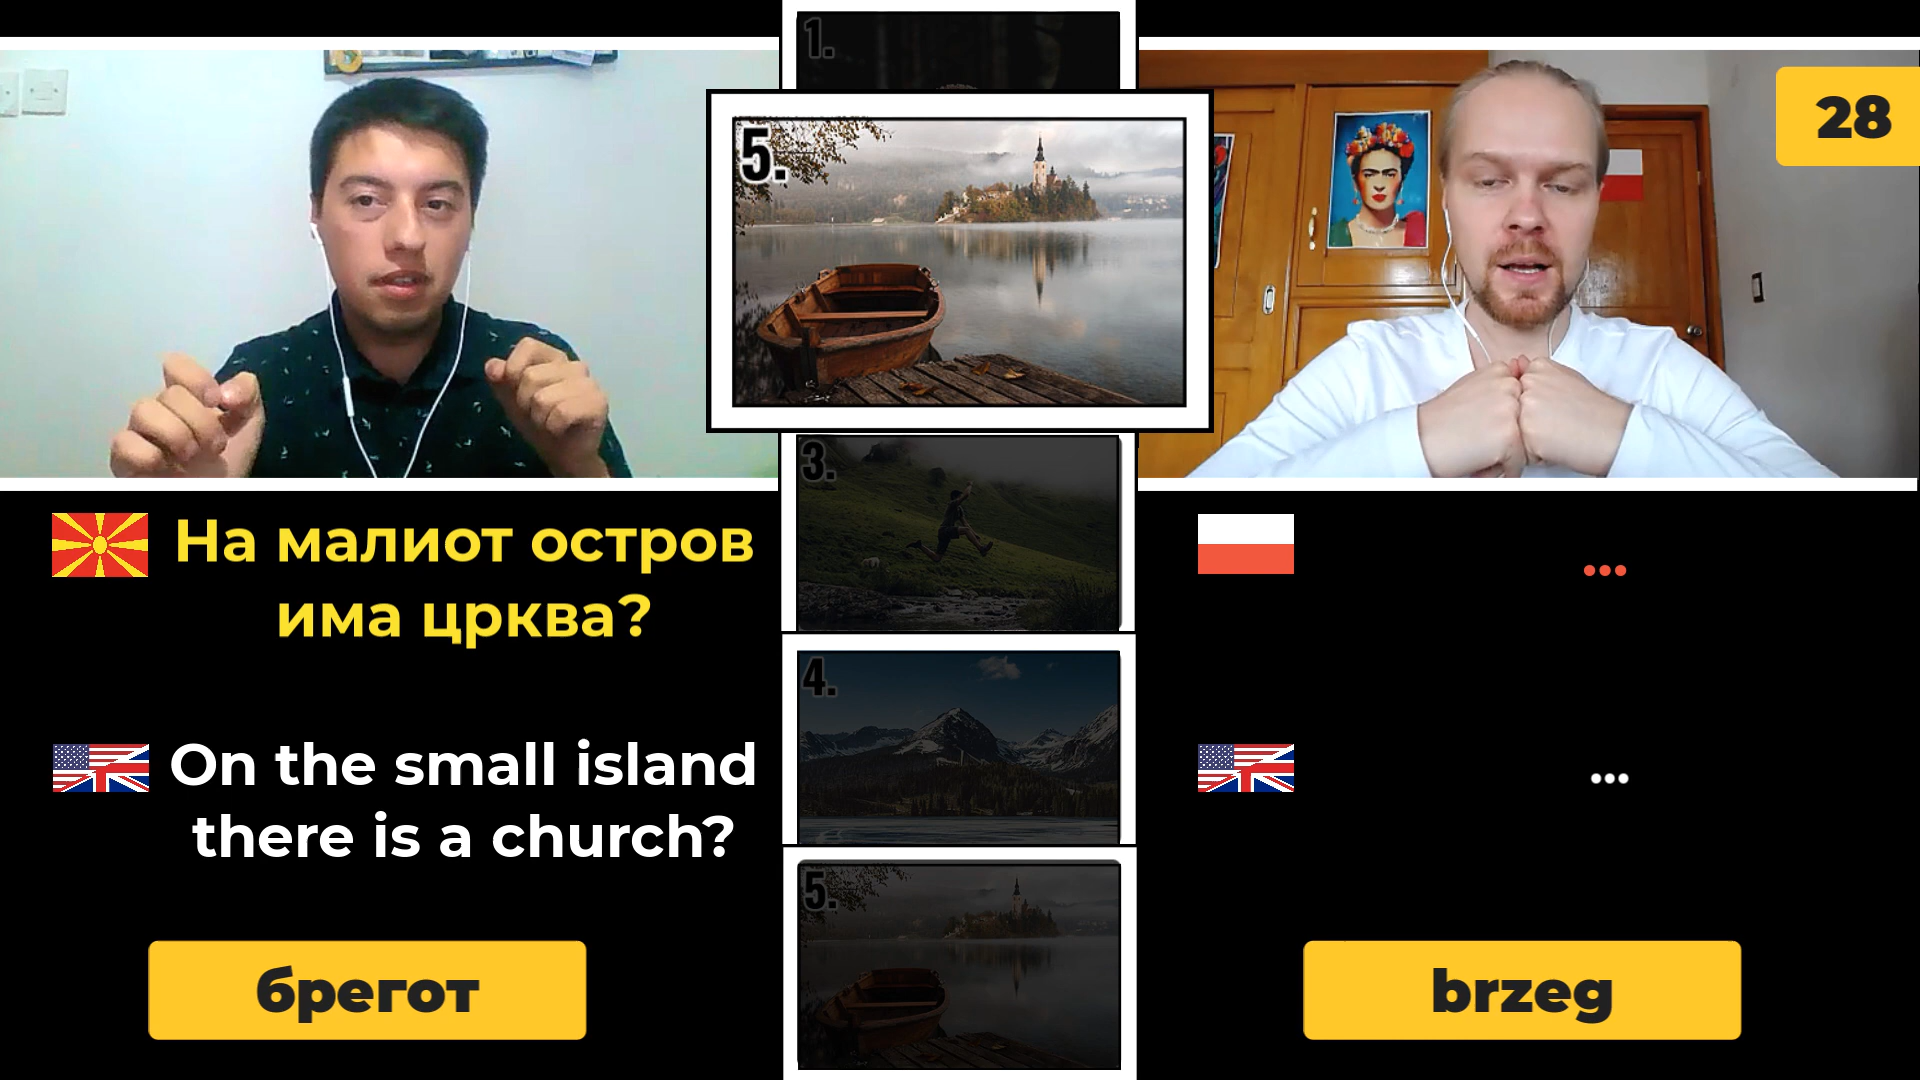 1.
5.
28
3.
4.
5.
На малиот остров
има црква?
...
On the small island
there is a church?
...
брегот
brzeg